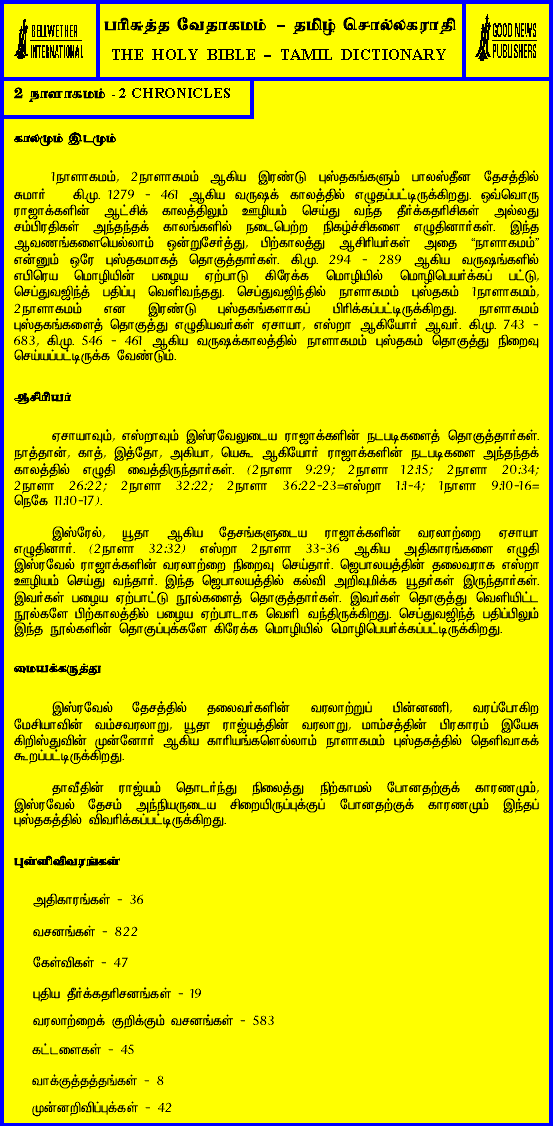 BELLWETHER
INTERNATIONAL
பரிசுத்த வேதாகமம் – தமிழ் சொல்லகராதி
THE HOLY BIBLE – TAMIL DICTIONARY
GOOD NEWS
PUBLISHERS
2 நாளாகமம் - 2 CHRONICLES
காலமும் இடமும்
1நாளாகமம், 2நாளாகமம் ஆகிய இரண்டு புஸ்தகங்களும் பாலஸ்தீன தேசத்தில்
சுமார் கி.மு. 1279 - 461 ஆகிய வருஷக் காலத்தில் எழுதப்பட்டிருக்கிறது. ஒவ்வொரு
ராஜாக்களின் ஆட்சிக் காலத்திலும் ஊழியம் செய்து வந்த தீர்க்கதரிசிகள் அல்லது
சம்பிரதிகள் அந்தந்தக் காலங்களில் நடைபெற்ற நிகழ்ச்சிகளை எழுதினார்கள். இந்த
ஆவணங்களையெல்லாம் ஒன்றுசேர்த்து, பிற்காலத்து ஆசிரியர்கள் அதை “நாளாகமம்”
என்னும் ஒரே புஸ்தகமாகத் தொகுத்தார்கள். கி.மு. 294 - 289 ஆகிய வருஷங்களில்
எபிரெய மொழியின் பழைய ஏற்பாடு கிரேக்க மொழியில் மொழிபெயர்க்கப் பட்டு,
செப்துவஜிந்த் பதிப்பு வெளிவந்தது. செப்துவஜிந்தில் நாளாகமம் புஸ்தகம் 1நாளாகமம்,
2நாளாகமம் என இரண்டு புஸ்தகங்களாகப் பிரிக்கப்பட்டிருக்கிறது. நாளாகமம்
புஸ்தகங்களைத் தொகுத்து எழுதியவர்கள் ஏசாயா, எஸ்றா ஆகியோர் ஆவர். கி.மு. 743 -
683, கி.மு. 546 - 461 ஆகிய வருஷக்காலத்தில் நாளாகமம் புஸ்தகம் தொகுத்து நிறைவு
செய்யப்பட்டிருக்க வேண்டும்.
ஆசிரியர்
ஏசாயாவும், எஸ்றாவும் இஸ்ரவேலுடைய ராஜாக்களின் நடபடிகளைத் தொகுத்தார்கள்.
நாத்தான், காத், இத்தோ, அகியா, யெகூ ஆகியோர் ராஜாக்களின் நடபடிகளை அந்தந்தக்
காலத்தில் எழுதி வைத்திருந்தார்கள். (2நாளா 9:29; 2நாளா 12:15; 2நாளா 20:34;
2நாளா 26:22; 2நாளா 32:22; 2நாளா 36:22-23=எஸ்றா 1:1-4; 1நாளா 9:10-16=
நெகே 11:10-17).
இஸ்ரேல், யூதா ஆகிய தேசங்களுடைய ராஜாக்களின் வரலாற்றை ஏசாயா
எழுதினார். (2நாளா 32:32) எஸ்றா 2நாளா 33-36 ஆகிய அதிகாரங்களை எழுதி
இஸ்ரவேல் ராஜாக்களின் வரலாற்றை நிறைவு செய்தார். ஜெபாலயத்தின் தலைவராக எஸ்றா
ஊழியம் செய்து வந்தார். இந்த ஜெபாலயத்தில் கல்வி அறிவுமிக்க யூதர்கள் இருந்தார்கள்.
இவர்கள் பழைய ஏற்பாட்டு நூல்களைத் தொகுத்தார்கள். இவர்கள் தொகுத்து வெளியிட்ட
நூல்களே பிற்காலத்தில் பழைய ஏற்பாடாக வெளி வந்திருக்கிறது. செப்துவஜிந்த் பதிப்பிலும்
இந்த நூல்களின் தொகுப்புக்களே கிரேக்க மொழியில் மொழிபெயர்க்கப்பட்டிருக்கிறது.
மையக்கருத்து
இஸ்ரவேல் தேசத்தில் தலைவர்களின் வரலாற்றுப் பின்னணி, வரப்போகிற
மேசியாவின் வம்சவரலாறு, யூதா ராஜ்யத்தின் வரலாறு, மாம்சத்தின் பிரகாரம் இயேசு
கிறிஸ்துவின் முன்னோர் ஆகிய காரியங்களெல்லாம் நாளாகமம் புஸ்தகத்தில் தெளிவாகக்
கூறப்பட்டிருக்கிறது.
தாவீதின் ராஜ்யம் தொடர்ந்து நிலைத்து நிற்காமல் போனதற்குக் காரணமும்,
இஸ்ரவேல் தேசம் அந்நியருடைய சிறையிருப்புக்குப் போனதற்குக் காரணமும் இந்தப்
புஸ்தகத்தில் விவரிக்கப்பட்டிருக்கிறது.
புள்ளிவிவரங்கள்
அதிகாரங்கள் - 36
வசனங்கள் - 822
கேள்விகள் - 47
புதிய தீர்க்கதரிசனங்கள் - 19
வரலாற்றைக் குறிக்கும் வசனங்கள் - 583
கட்டளைகள் - 45
வாக்குத்தத்தங்கள் - 8
முன்னறிவிப்புக்கள் - 42